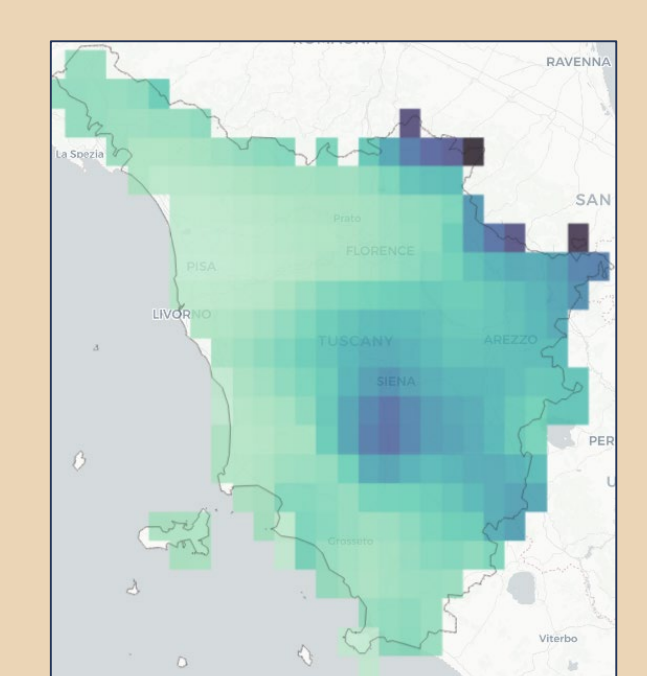 RAVENNA
La Spezia
SAN
Prato
FLORENCE
PISA
LIVORNO
TUSCANY
AREZZO
SIENA
PER
U
Grosseto
Viterbo